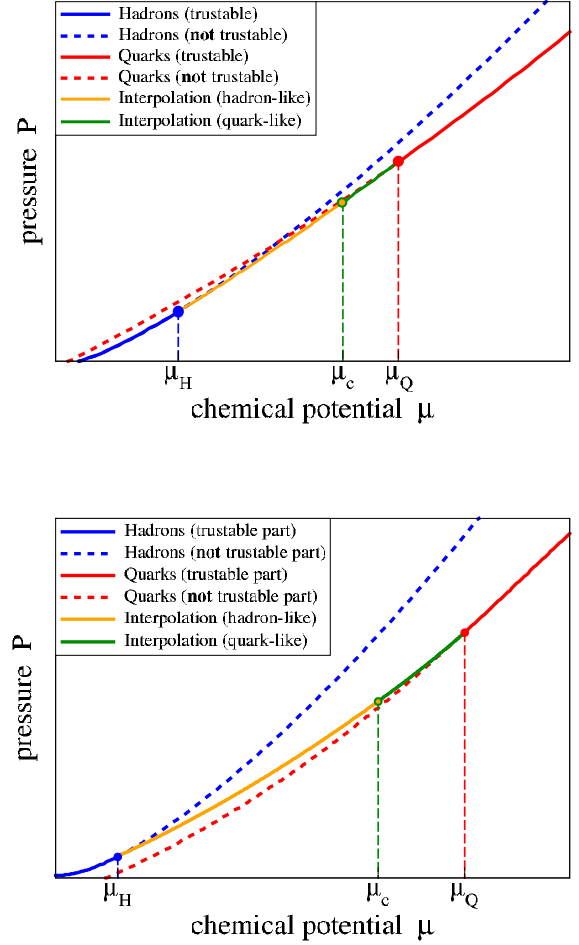 Hadrons (trustable)
Hadrons (not trustable)
Quarks (trustable)
Quarks (not trustable)
Interpolation (hadron-like)
Interpolation (quark-like)
pressure P
μH μc μQ
chemical potential μ
Hadrons (trustable part)
Hadrons (not trustable part)
Quarks (trustable part)
Quarks (not trustable part)
Interpolation (hadron-like)
Interpolation (quark-like)
pressure P
μH μc μQ
chemical potential μ